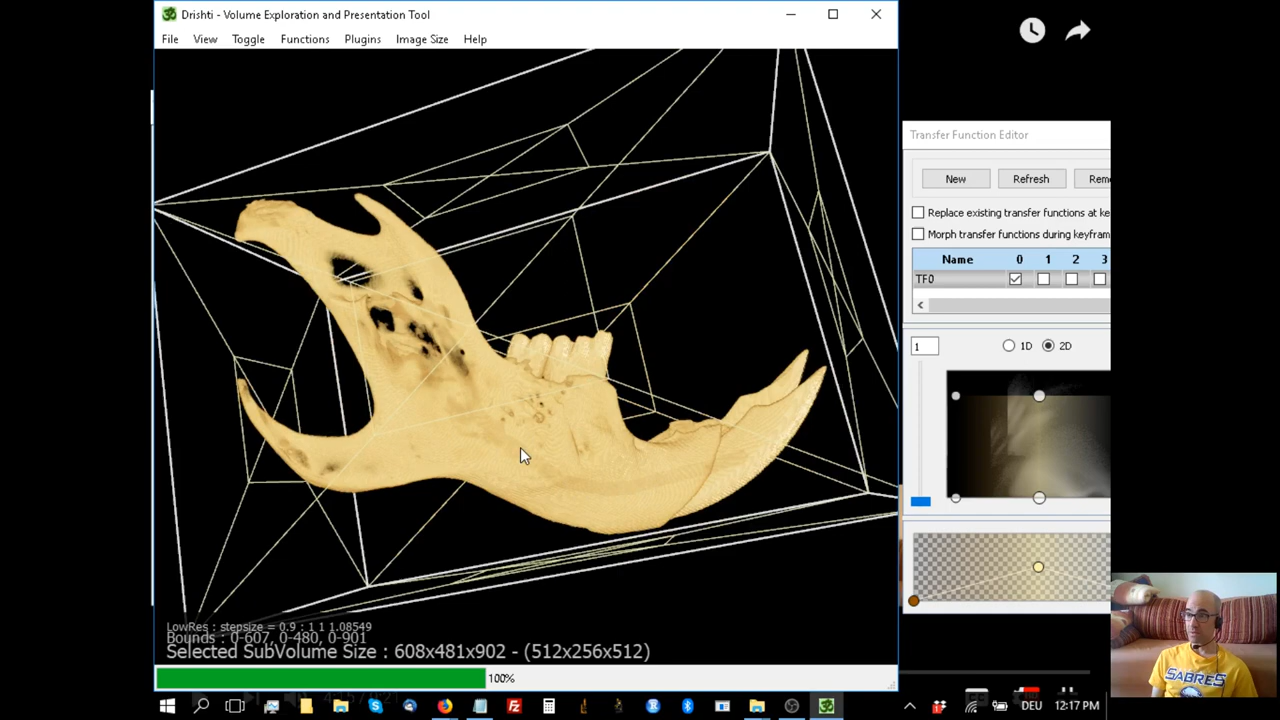 Drishti - Volume Exploration and Presentation Tool
File View Toggle Functions Plugins Image Size Help
Transfer Function Editor
New Refresh
Replace existing transfer functions at
Morph transfer functions during
Name 0 1 2 3
TF0
1 1D 2D
LowRes : stepsize = 0.9 : 1 1 1.08549
Bounds : 0-607, 0-480, 0-901
Selected SubVolume Size : 608x481x902 - (512x256x512)
100%
SABRES
DEU 12:17 PM